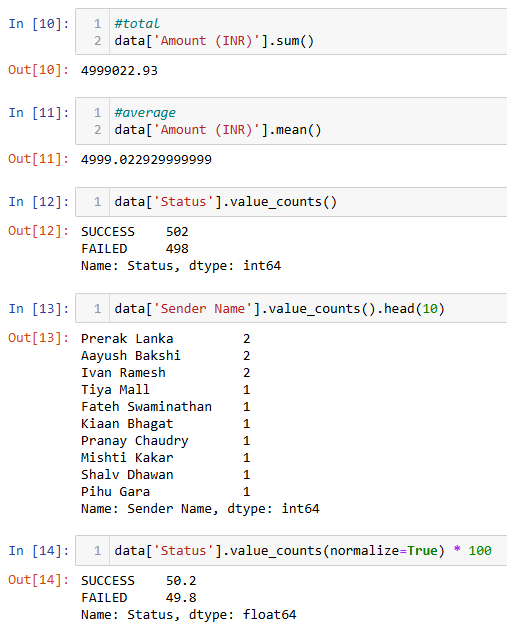 In [10]: 1 #total
2 data['Amount (INR)'].sum()
Out[10]: 4999022.93
In [11]: 1 #average
2 data['Amount (INR)'].mean()
Out[11]: 4999.022929999999
In [12]: 1 data['Status'].value_counts()
Out[12]: SUCCESS 502
FAILED 498
Name: Status, dtype: int64
In [13]: 1 data['Sender Name'].value_counts().head(10)
Out[13]: Prerak Lanka 2
Aayush Bakshi 2
Ivan Ramesh 2
Tiya Mall 1
Fateh Swaminathan 1
Kiaan Bhagat 1
Pranay Chaudry 1
Mishti Kakar 1
Shalv Dhawan 1
Pihu Gara 1
Name: Sender Name, dtype: int64
In [14]: 1 data['Status'].value_counts(normalize=True) * 100
Out[14]: SUCCESS 50.2
FAILED 49.8
Name: Status, dtype: float64